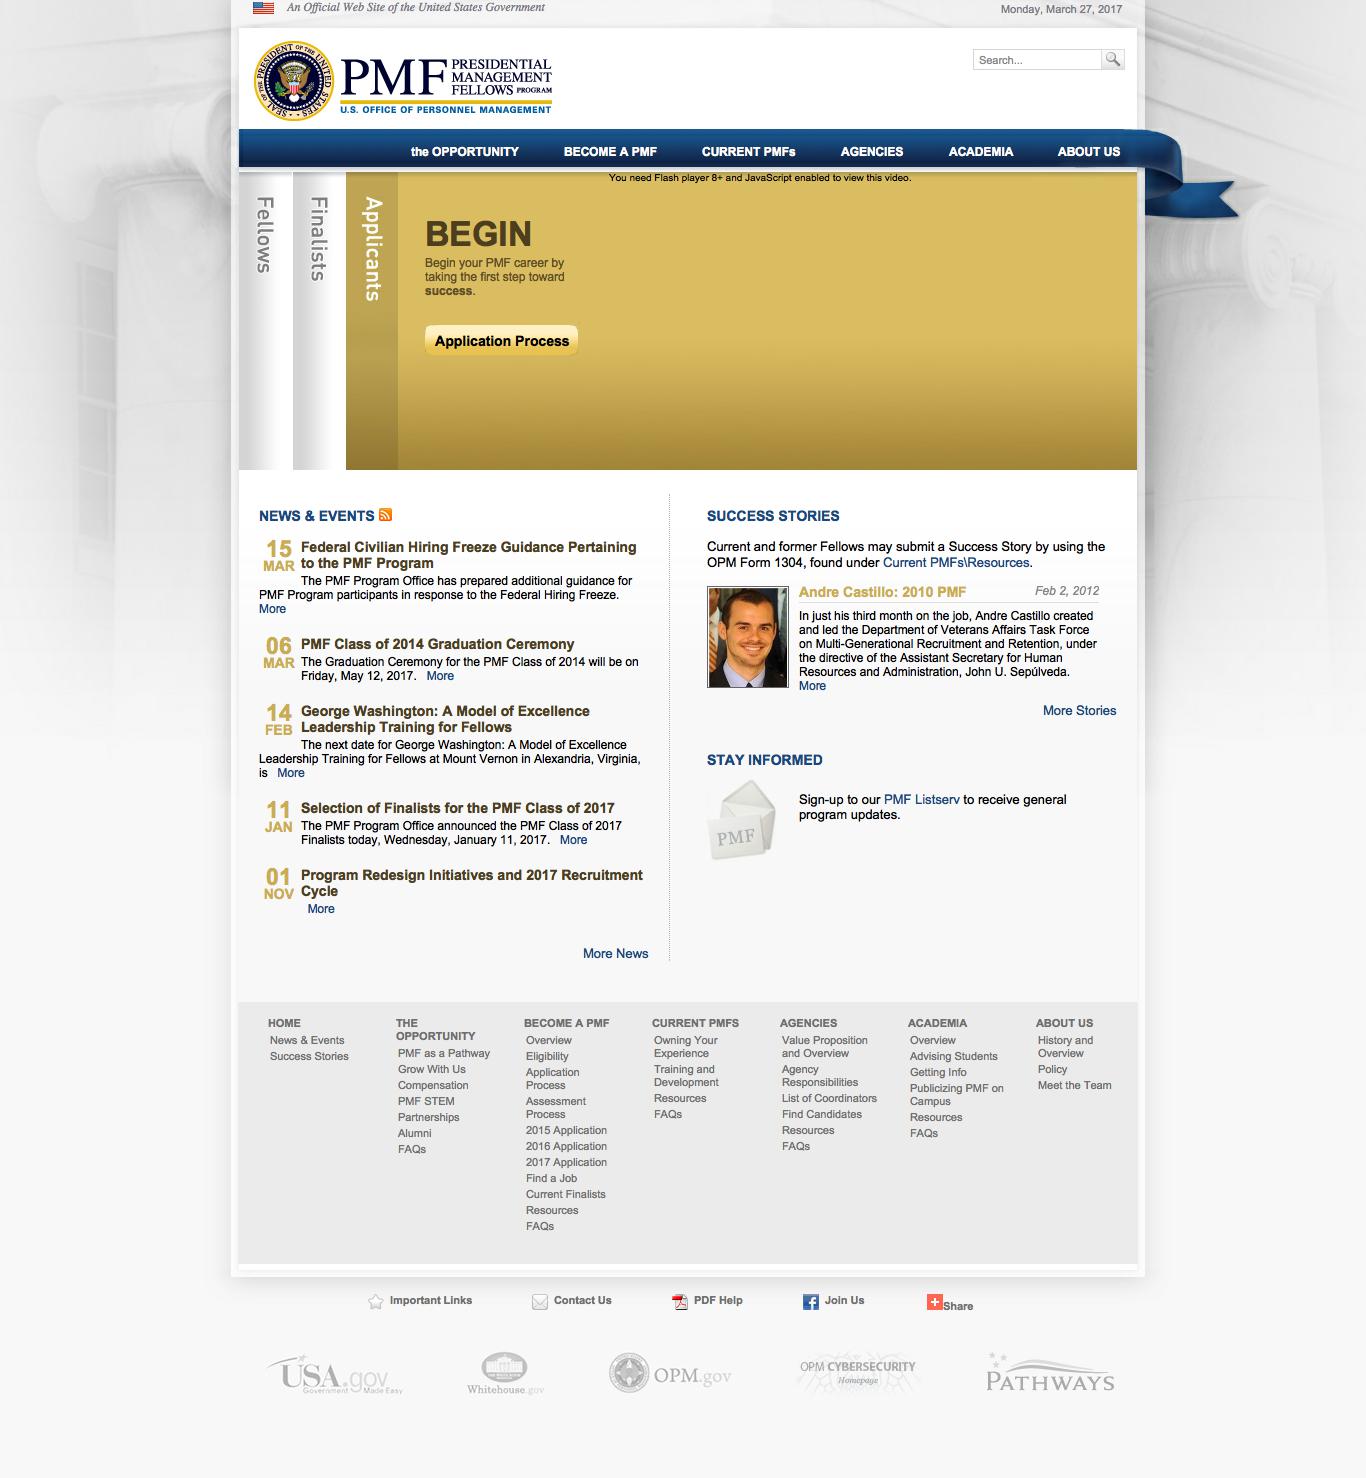 An Official Web Site of the United States Government
Monday, March 27, 2017
SEAL OF THE PRESIDENT OF THE UNITED STATES
PMF PRESIDENTIAL
MANAGEMENT
FELLOWS PROGRAM
U.S. OFFICE OF PERSONNEL MANAGEMENT
Search...
the OPPORTUNITY BECOME A PMF CURRENT PMFs AGENCIES ACADEMIA ABOUT US
You need Flash player 8+ and JavaScript enabled to view this video.
Fellows
Finalists
Applicants
BEGIN
Begin your PMF career by
taking the first step toward
success.
Application Process
NEWS & EVENTS
15 MAR
Federal Civilian Hiring Freeze Guidance Pertaining
to the PMF Program
The PMF Program Office has prepared additional guidance for
PMF Program participants in response to the Federal Hiring Freeze.
More
06 MAR
PMF Class of 2014 Graduation Ceremony
The Graduation Ceremony for the PMF Class of 2014 will be on
Friday, May 12, 2017. More
14 FEB
George Washington: A Model of Excellence
Leadership Training for Fellows
The next date for George Washington: A Model of Excellence
Leadership Training for Fellows at Mount Vernon in Alexandria, Virginia,
is More
11 JAN
Selection of Finalists for the PMF Class of 2017
The PMF Program Office announced the PMF Class of 2017
Finalists today, Wednesday, January 11, 2017. More
01 NOV
Program Redesign Initiatives and 2017 Recruitment
Cycle
More
More News
SUCCESS STORIES
Current and former Fellows may submit a Success Story by using the
OPM Form 1304, found under Current PMFs\Resources.
Andre Castillo: 2010 PMF Feb 2, 2012
In just his third month on the job, Andre Castillo created
and led the Department of Veterans Affairs Task Force
on Multi-Generational Recruitment and Retention, under
the directive of the Assistant Secretary for Human
Resources and Administration, John U. Sepúlveda.
More
More Stories
STAY INFORMED
PMF
Sign-up to our PMF Listserv to receive general
program updates.
HOME
News & Events
Success Stories
THE
OPPORTUNITY
PMF as a Pathway
Grow With Us
Compensation
PMF STEM
Partnerships
Alumni
FAQs
BECOME A PMF
Overview
Eligibility
Application
Process
Assessment
Process
2015 Application
2016 Application
2017 Application
Find a Job
Current Finalists
Resources
FAQs
CURRENT PMFS
Owning Your
Experience
Training and
Development
Resources
FAQs
AGENCIES
Value Proposition
and Overview
Agency
Responsibilities
List of Coordinators
Find Candidates
Resources
FAQs
ACADEMIA
Overview
Advising Students
Getting Info
Publicizing PMF on
Campus
Resources
FAQs
ABOUT US
History and
Overview
Policy
Meet the Team
Important Links
Contact Us
PDF Help
Join Us
Share
USA.gov
Government Made Easy
Whitehouse.gov
OPM.gov
OPM CYBERSECURITY
Homepage
PATHWAYS